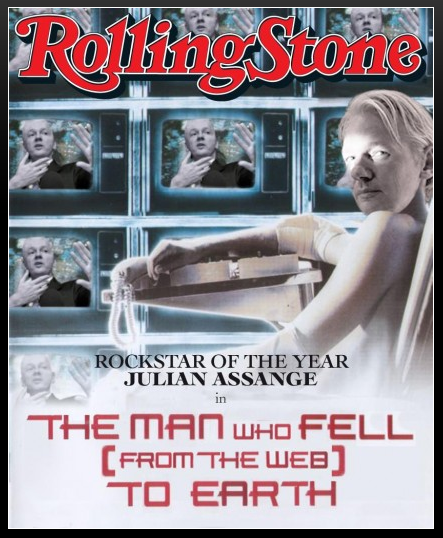 RollingStone
ROCKSTAR OF THE YEAR
JULIAN ASSANGE
in
THE MAN WHO FELL
(FROM THE WEB)
TO EARTH